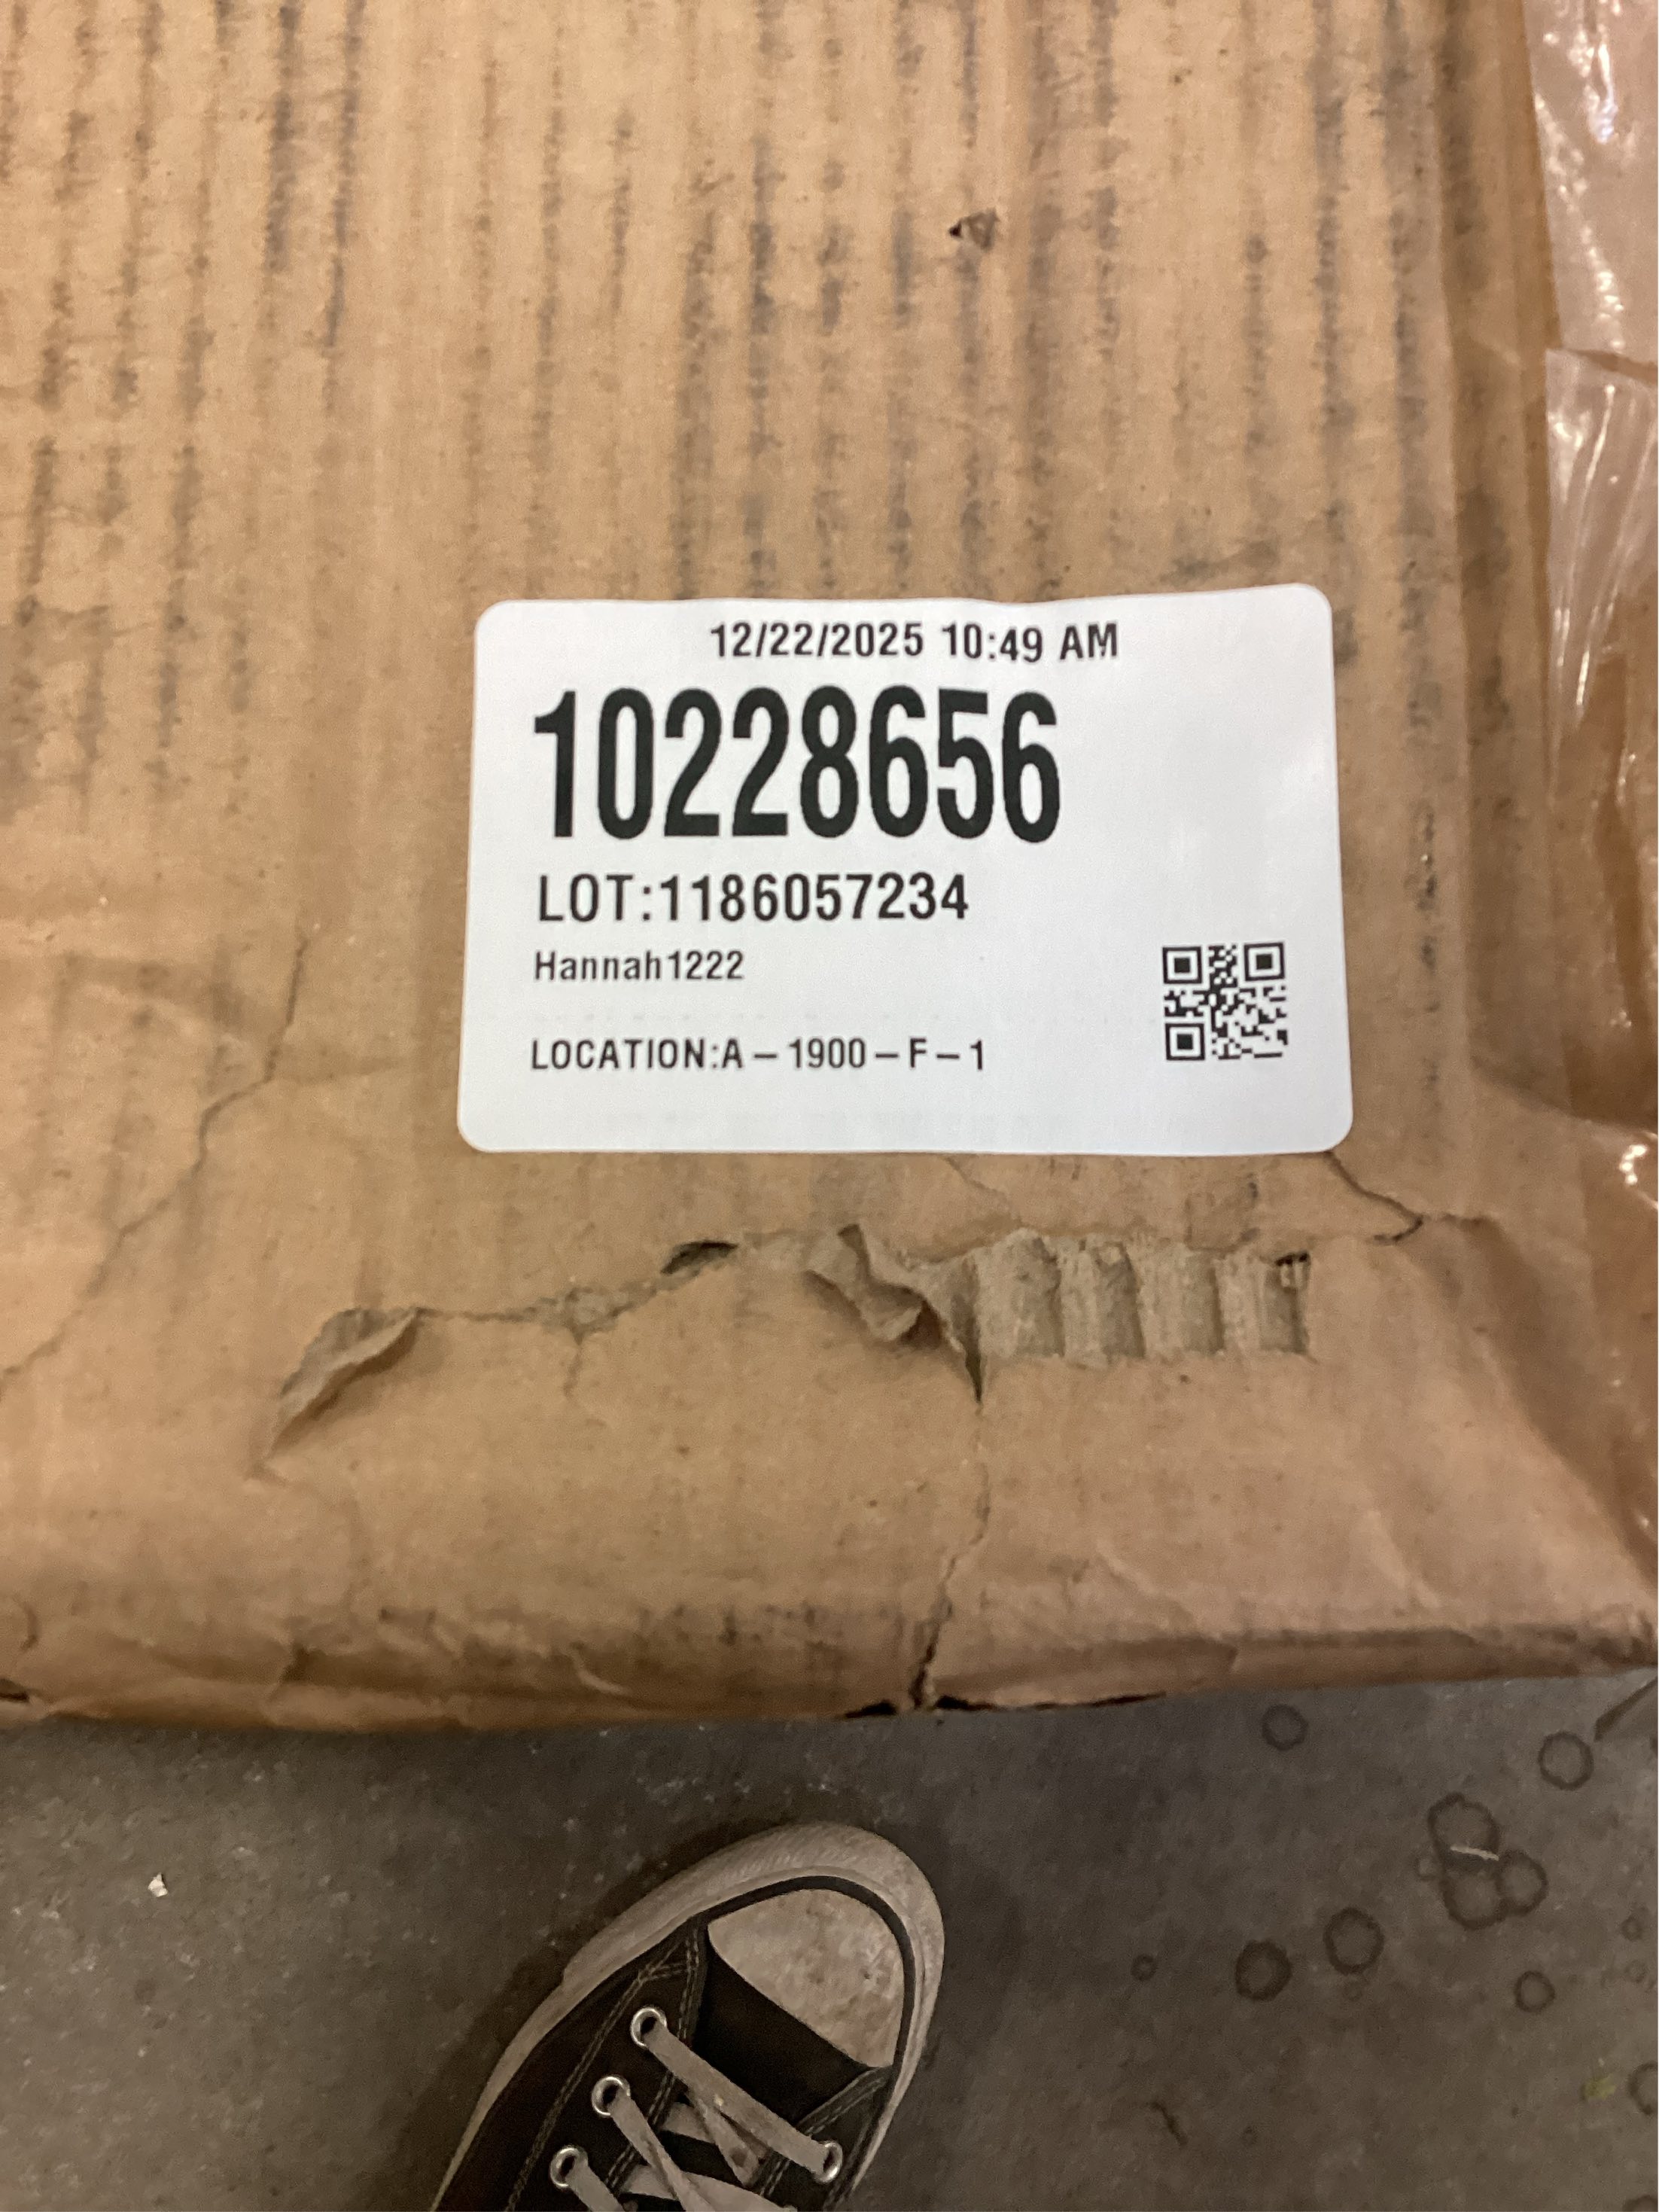 12/22/2025 10:49 AM
10228656
LOT:1186057234
Hannah1222
LOCATION:A – 1900 – F – 1